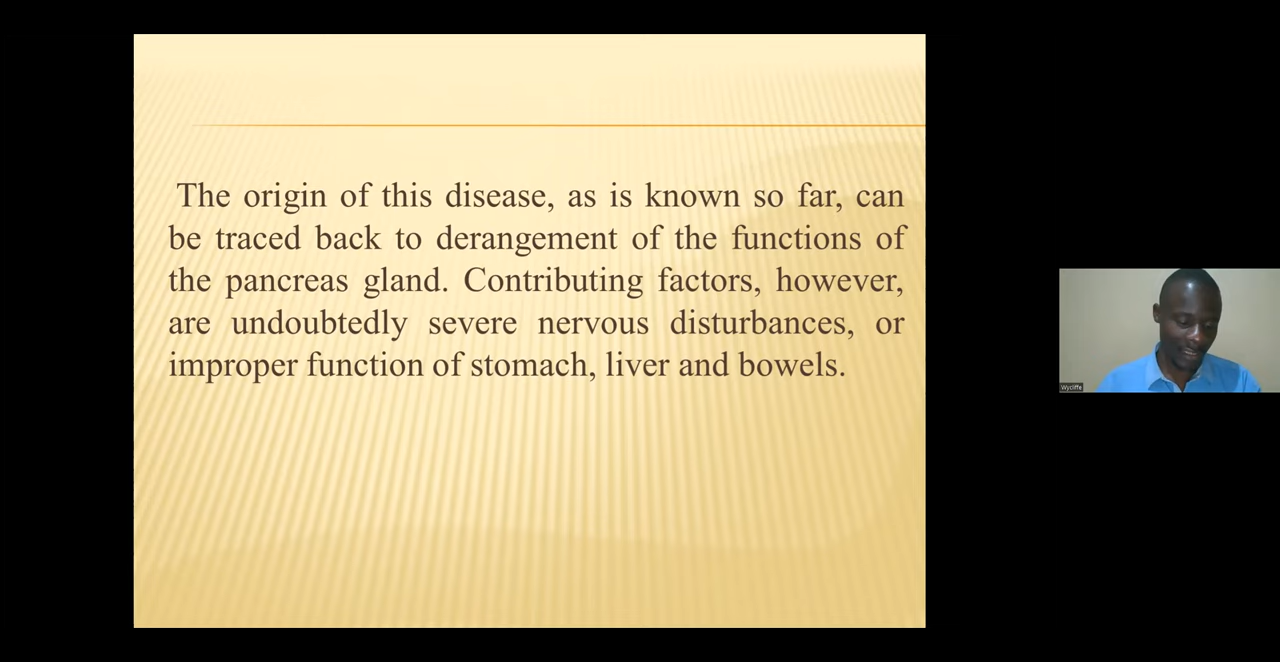 The origin of this disease, as is known so far, can
be traced back to derangement of the functions of
the pancreas gland. Contributing factors, however,
are undoubtedly severe nervous disturbances, or
improper function of stomach, liver and bowels.
Wycliffe